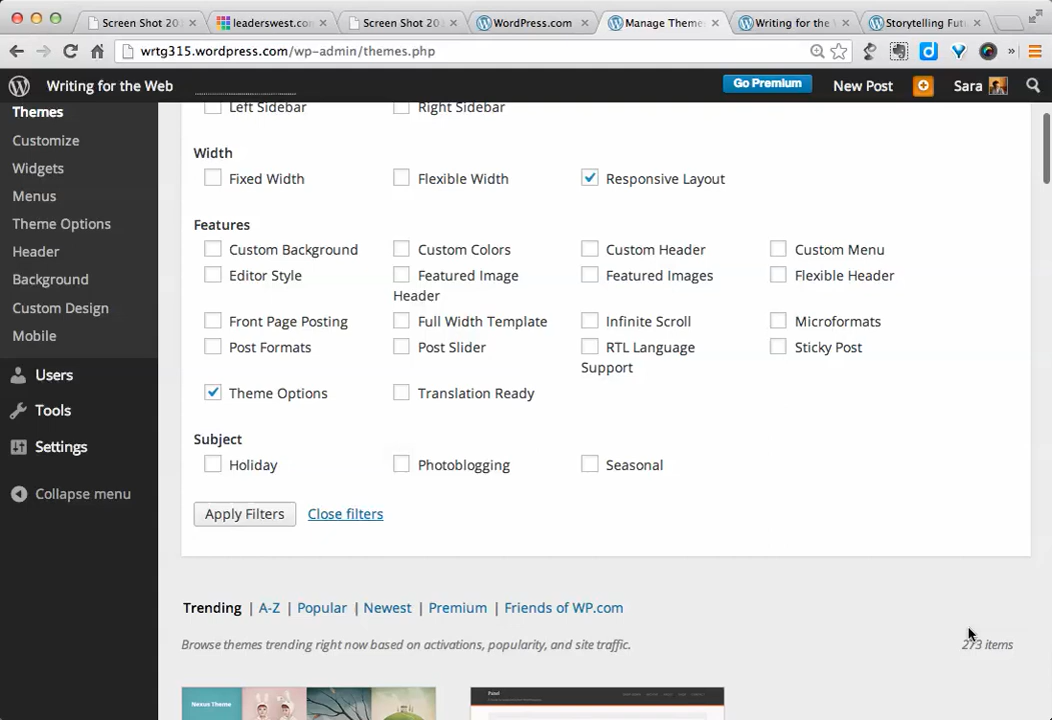 Screen Shot 20
leaderswest.com
Screen Shot 20
WordPress.com
Manage Theme
Writing for the
Storytelling Fut
wrtg315.wordpress.com/wp-admin/themes.php
Writing for the Web
Go Premium
New Post
Sara
Themes
Customize
Widgets
Menus
Theme Options
Header
Background
Custom Design
Mobile
Users
Tools
Settings
Collapse menu
Left Sidebar
Right Sidebar
Width
Fixed Width
Flexible Width
Responsive Layout
Features
Custom Background
Custom Colors
Custom Header
Custom Menu
Editor Style
Featured Image Header
Featured Images
Flexible Header
Front Page Posting
Full Width Template
Infinite Scroll
Microformats
Post Formats
Post Slider
RTL Language Support
Sticky Post
Theme Options
Translation Ready
Subject
Holiday
Photoblogging
Seasonal
Apply Filters
Close filters
Trending | A-Z | Popular | Newest | Premium | Friends of WP.com
Browse themes trending right now based on activations, popularity, and site traffic.
273 items
Nexus Theme